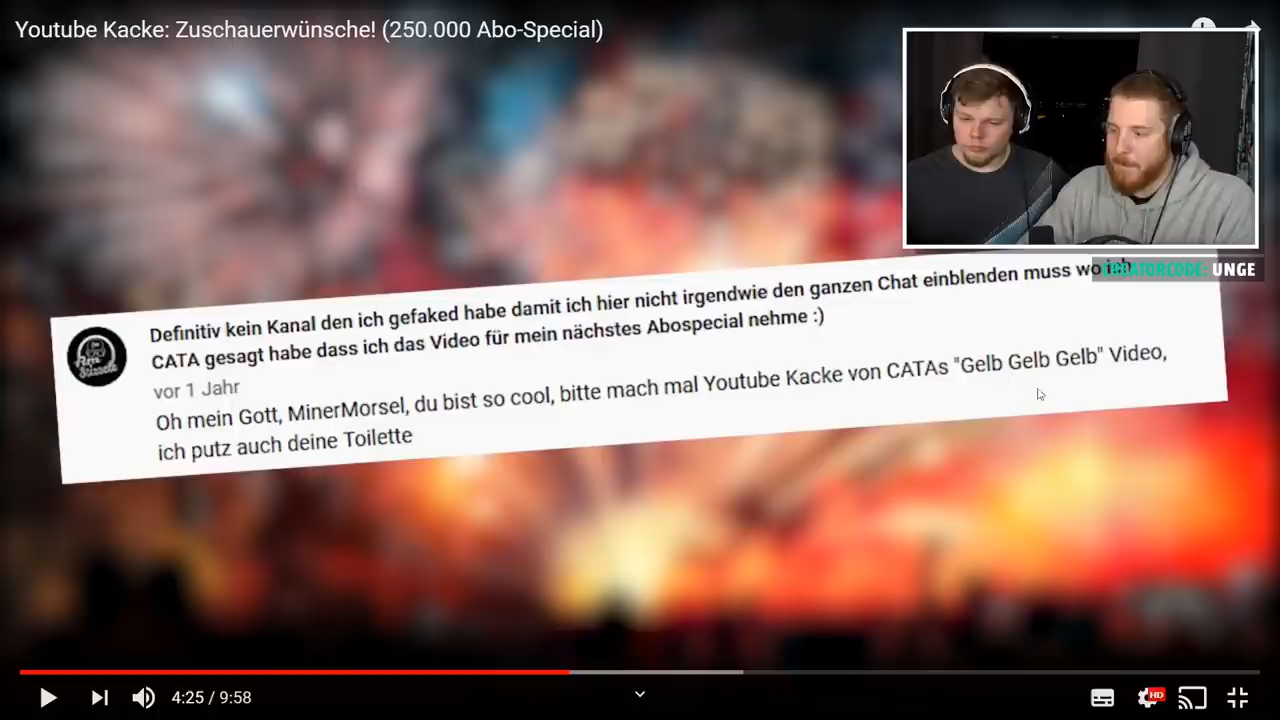 Youtube Kacke: Zuschauerwünsche! (250.000 Abo-Special)
Definitiv kein Kanal den ich gefaked habe damit ich hier nicht irgendwie den ganzen Chat einblenden muss wo ich
CREATORCODE: UNGE
CATA gesagt habe dass ich das Video für mein nächstes Abospecial nehme :)
vor 1 Jahr
Oh mein Gott, MinerMorsel, du bist so cool, bitte mach mal Youtube Kacke von CATAs "Gelb Gelb Gelb" Video,
ich putz auch deine Toilette
4:25 / 9:58
HD